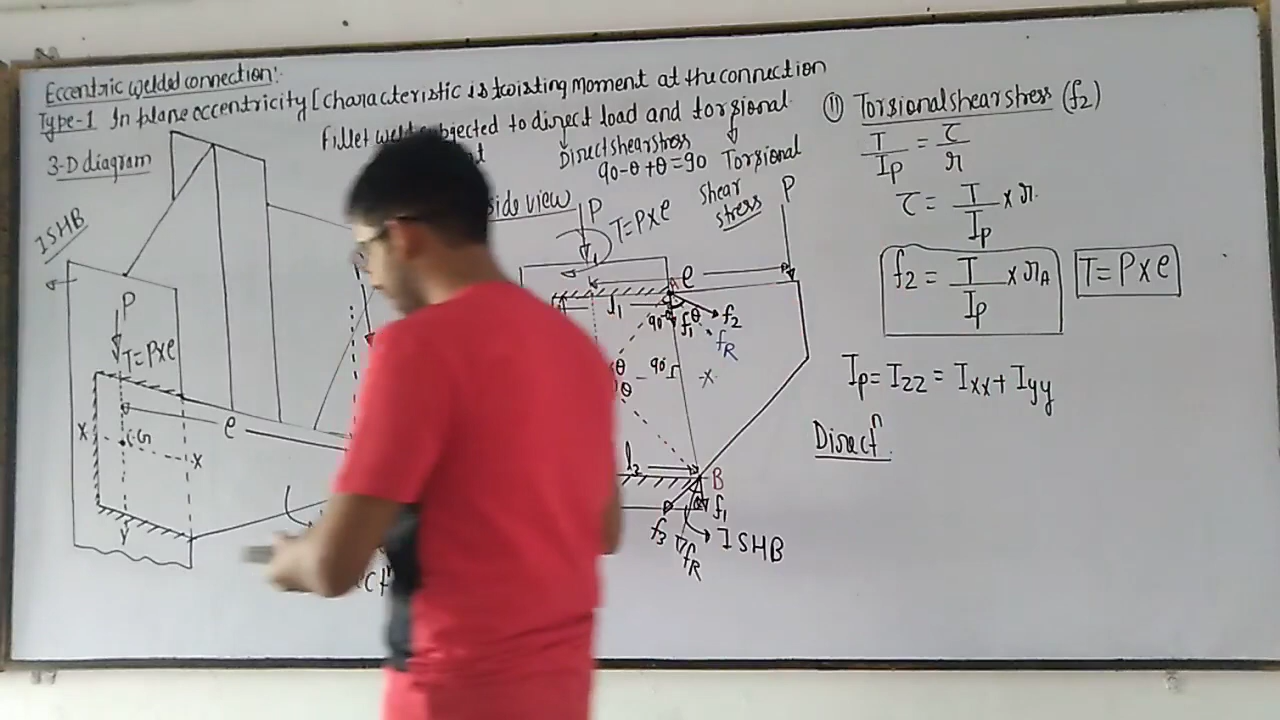 Eccentric welded connection:
Type-1 In plane eccentricity [characteristic is twisting Moment at the connection
Fillet weld subjected to direct load and torsional
3-D diagram
Direct shear stress
90-θ+θ=90
Torsional
Shear
stress
side view
P
T=P×e
P
ISHB
P
T=P×e
e
X
C.G
X
Y
A
e
l1
90-θ
f1
θ
f2
fR
θ
θ
90°
X
l2
B
f1
f3
fR
ISHB
(ii) Torsional shear stress (f2)
T/Ip = τ/r
τ = T/Ip × r
f2 = T/Ip × rA
T = P×e
Ip = Izz = Ixx + Iyy
Directn